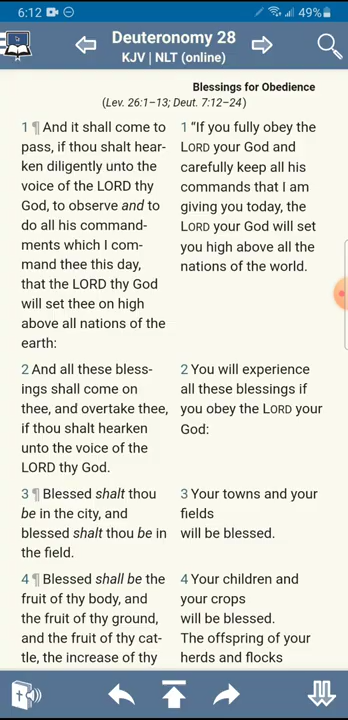 6:12
49%
Deuteronomy 28
KJV | NLT (online)
Blessings for Obedience
(Lev. 26:1–13; Deut. 7:12–24)
1 ¶ And it shall come to
pass, if thou shalt hear-
ken diligently unto the
voice of the LORD thy
God, to observe and to
do all his command-
ments which I com-
mand thee this day,
that the LORD thy God
will set thee on high
above all nations of the
earth:
1 “If you fully obey the
LORD your God and
carefully keep all his
commands that I am
giving you today, the
LORD your God will set
you high above all the
nations of the world.
2 And all these bless-
ings shall come on
thee, and overtake thee,
if thou shalt hearken
unto the voice of the
LORD thy God.
2 You will experience
all these blessings if
you obey the LORD your
God:
3 ¶ Blessed shalt thou
be in the city, and
blessed shalt thou be in
the field.
3 Your towns and your
fields
will be blessed.
4 ¶ Blessed shall be the
fruit of thy body, and
the fruit of thy ground,
and the fruit of thy cat-
tle, the increase of thy
4 Your children and
your crops
will be blessed.
The offspring of your
herds and flocks